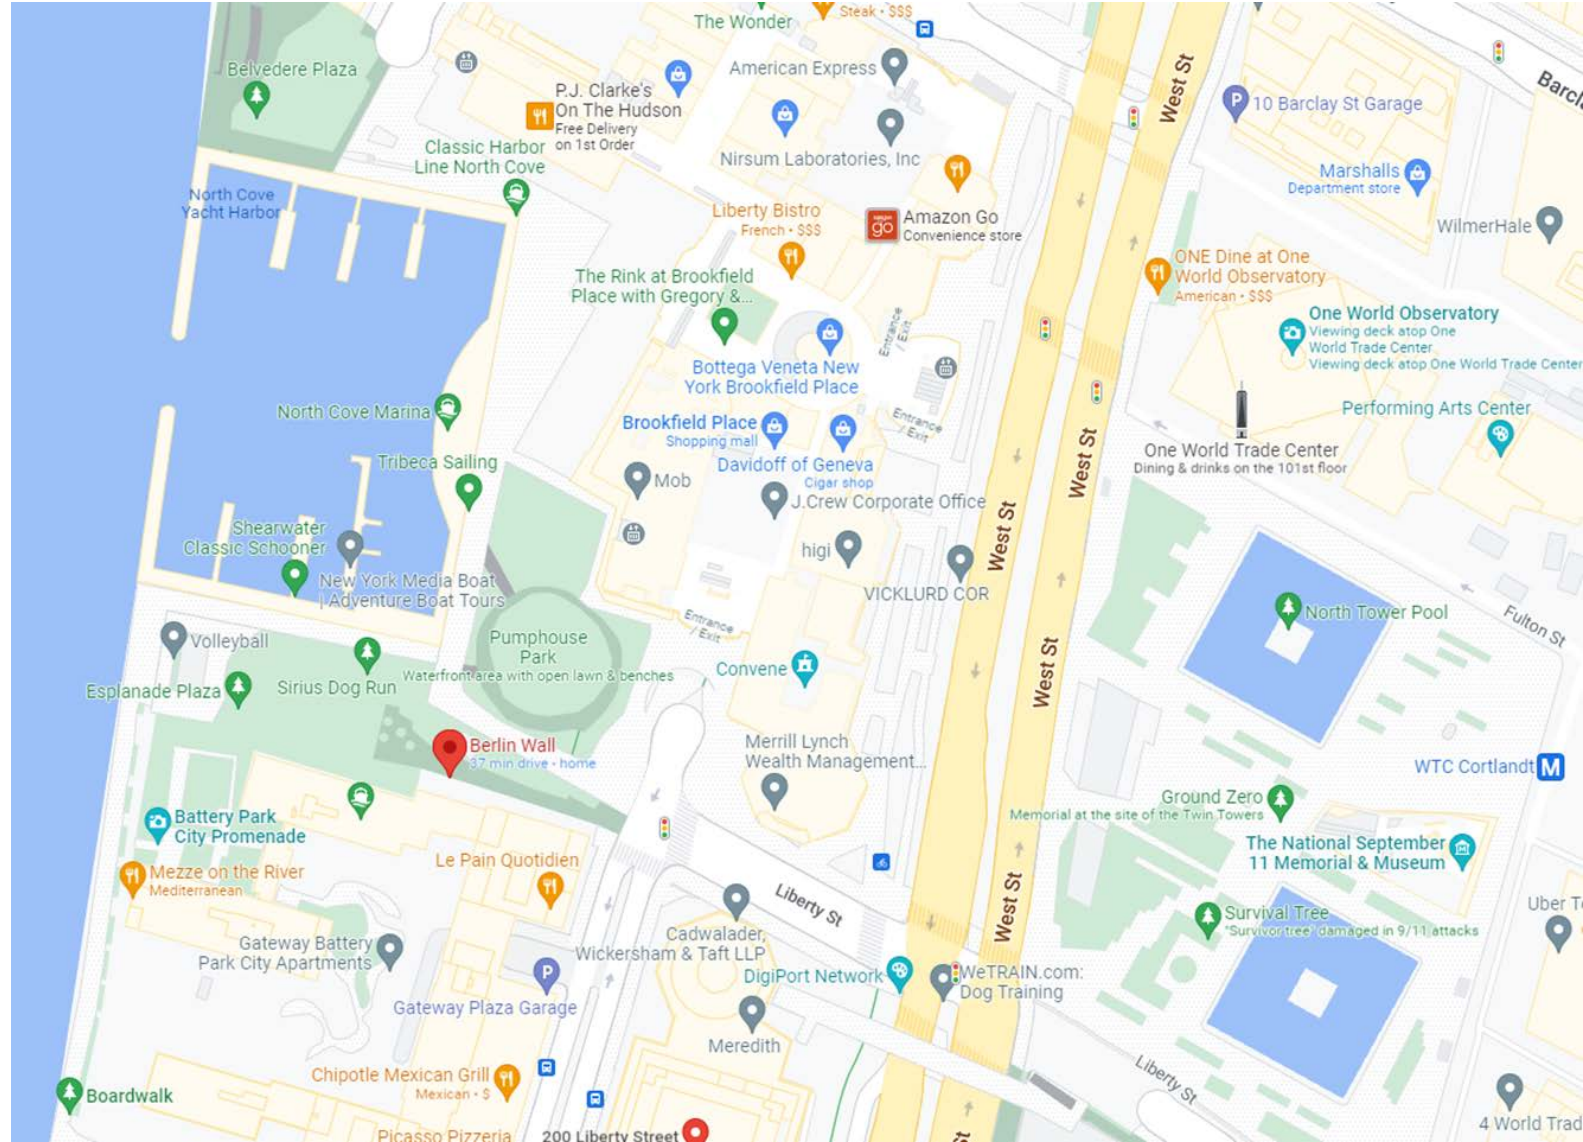 The Wonder
Steak · $$$
Belvedere Plaza
American Express
West St
Barcl
P.J. Clarke's
On The Hudson
Free Delivery
on 1st Order
P
10 Barclay St Garage
Classic Harbor
Line North Cove
Nirsum Laboratories, Inc
Marshalls
Department store
North Cove
Yacht Harbor
Liberty Bistro
French · $$$
go
Amazon Go
Convenience store
WilmerHale
The Rink at Brookfield
Place with Gregory &...
ONE Dine at One
World Observatory
American · $$$
Entrance
/ Exit
One World Observatory
Viewing deck atop One
World Trade Center
Viewing deck atop One World Trade Center
Bottega Veneta New
York Brookfield Place
North Cove Marina
Brookfield Place
Shopping mall
Entrance
/ Exit
Performing Arts Center
Tribeca Sailing
Davidoff of Geneva
Cigar shop
West St
One World Trade Center
Dining & drinks on the 101st floor
Mob
J.Crew Corporate Office
Shearwater
Classic Schooner
higi
West St
New York Media Boat
| Adventure Boat Tours
VICKLURD COR
North Tower Pool
Fulton St
Volleyball
Entrance
/ Exit
Pumphouse
Park
Waterfront area with open lawn & benches
Convene
West St
Esplanade Plaza
Sirius Dog Run
Berlin Wall
37 min drive · home
Merrill Lynch
Wealth Management...
WTC Cortlandt
M
Ground Zero
Memorial at the site of the Twin Towers
Battery Park
City Promenade
The National September
11 Memorial & Museum
Mezze on the River
Mediterranean
Le Pain Quotidien
Liberty St
West St
Uber T
Survival Tree
"Survivor tree" damaged in 9/11 attacks
Gateway Battery
Park City Apartments
Cadwalader,
Wickersham & Taft LLP
P
Gateway Plaza Garage
DigiPort Network
WeTRAIN.com:
Dog Training
Meredith
Chipotle Mexican Grill
Mexican · $
Liberty St
Boardwalk
Picasso Pizzeria
200 Liberty Street
St
4 World Trad